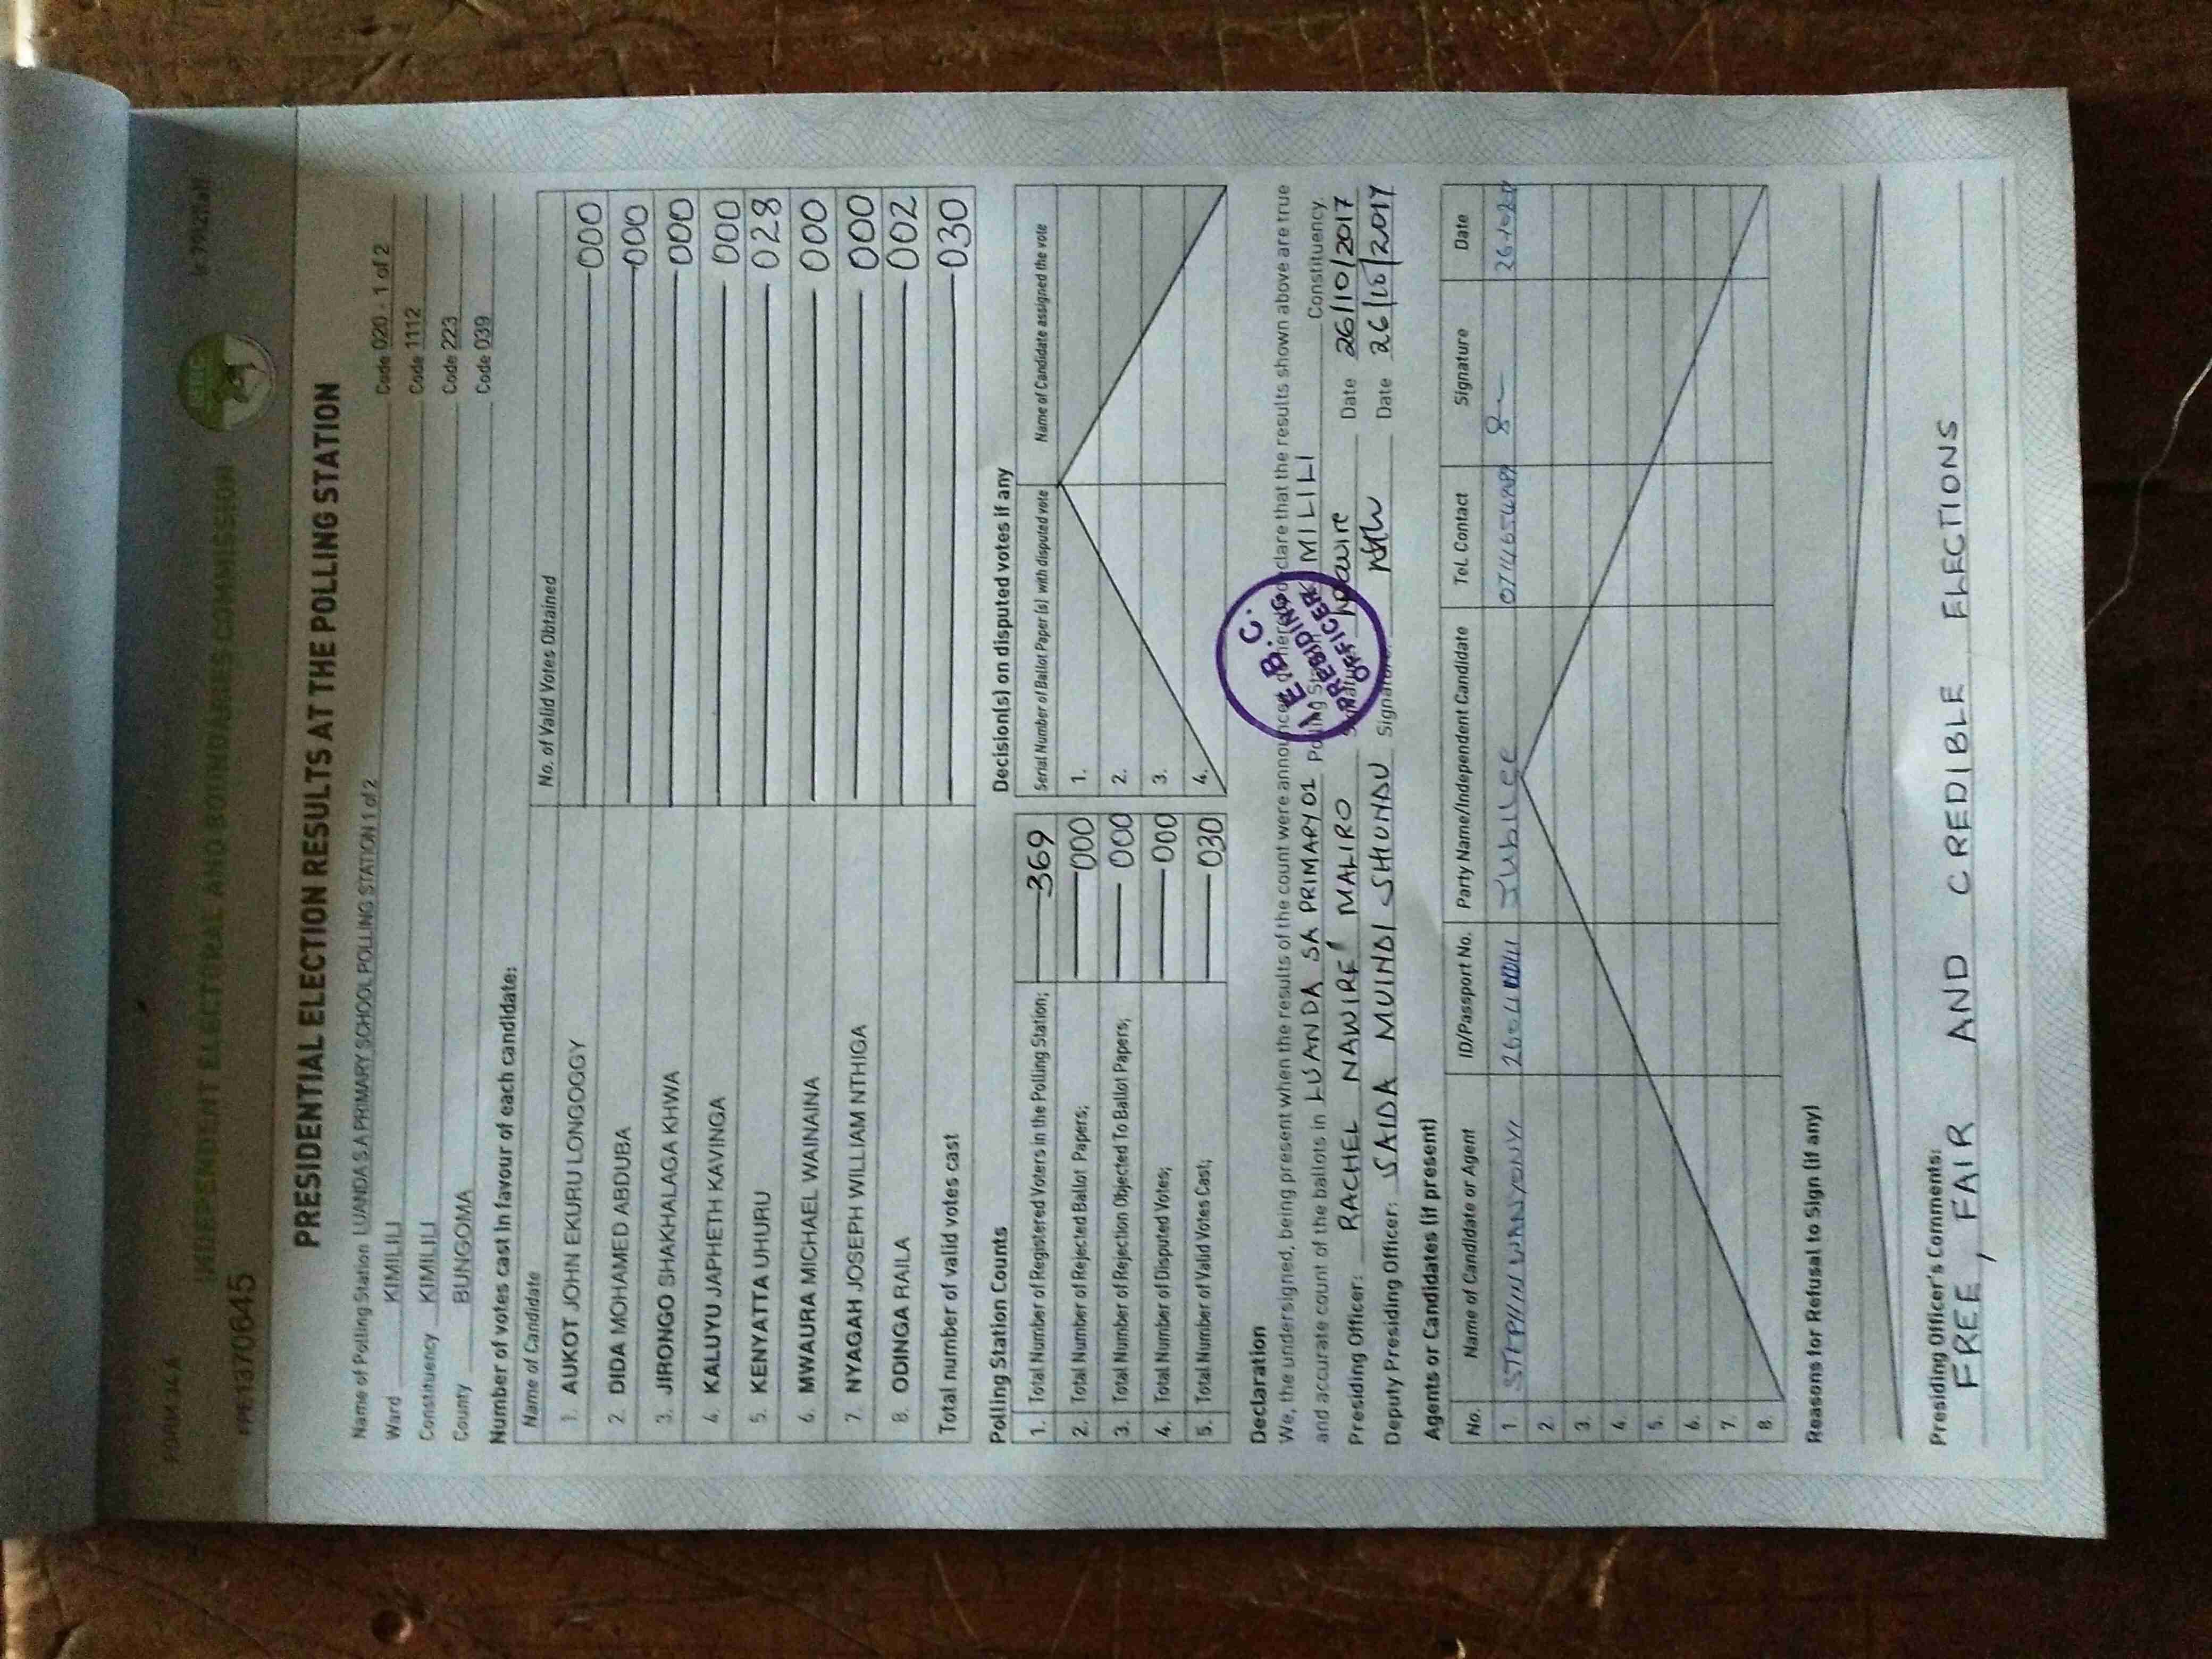 FORM 34A
INDEPENDENT ELECTORAL AND BOUNDARIES COMMISSION
IEBC
PRESIDENTIAL ELECTION RESULTS AT THE POLLING STATION
Name of Polling Station LUANDA S.A PRIMARY SCHOOL POLLING STATION 1 of 2 Code 020 - 1 of 2
Ward KIMILILI Code 1112
Constituency KIMILILI Code 223
County BUNGOMA Code 039
Number of votes cast in favour of each candidate:
Name of Candidate No. of Valid Votes Obtained
1. AUKOT JOHN EKURU LONGOGGY 000
2. DIDA MOHAMED ABDUBA 000
3. JIRONGO SHAKHALAGA KHWA 000
4. KALUYU JAPHETH KAVINGA 000
5. KENYATTA UHURU 028
6. MWAURA MICHAEL WAINAINA 000
7. NYAGAH JOSEPH WILLIAM NTHIGA 000
8. ODINGA RAILA 002
Total number of valid votes cast 030
Polling Station Counts
1. Total Number of Registered Voters in the Polling Station; 369
2. Total Number of Rejected Ballot Papers; 000
3. Total Number of Rejection Objected To Ballot Papers; 000
4. Total Number of Disputed Votes; 000
5. Total Number of Valid Votes Cast; 030
Decision(s) on disputed votes if any
Serial Number of Ballot Paper (s) with disputed vote Name of Candidate assigned the vote
1.
2.
3.
4.
Declaration
We, the undersigned, being present when the results of the count were announced, hereby declare that the results shown above are true
and accurate count of the ballots in LUANDA SA PRIMARY 01 Polling Station MILILI Constituency.
Presiding Officer: RACHEL NAWIRE MALIRO Signature Nawire Date 26/10/2017
Deputy Presiding Officer: SAIDA MUINDI SHUNDU Signature: Date 26/10/2017
I.E.B.C.
PRESIDING
OFFICER
Agents or Candidates (if present)
No. Name of Candidate or Agent ID/Passport No. Party Name/Independent Candidate Tel. Contact Signature Date
1. WANYONYI Jubilee
2.
3.
4.
5.
6.
7.
8.
Reasons for Refusal to Sign (if any)
Presiding Officer's Comments:
FREE, FAIR AND CREDIBLE ELECTIONS